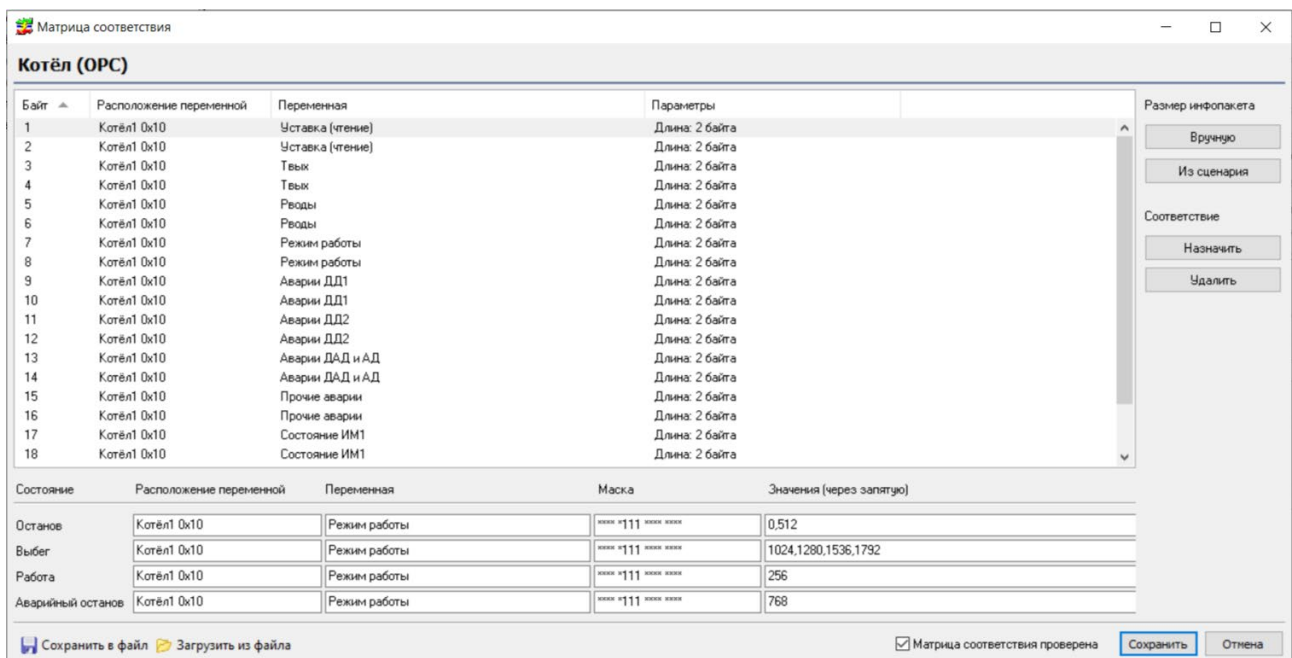 Матрица соответствия
Котёл (OPC)
Байт Расположение переменной Переменная Параметры
1 Котёл1 0x10 Уставка (чтение) Длина: 2 байта
2 Котёл1 0x10 Уставка (чтение) Длина: 2 байта
3 Котёл1 0x10 Твых Длина: 2 байта
4 Котёл1 0x10 Твых Длина: 2 байта
5 Котёл1 0x10 Рводы Длина: 2 байта
6 Котёл1 0x10 Рводы Длина: 2 байта
7 Котёл1 0x10 Режим работы Длина: 2 байта
8 Котёл1 0x10 Режим работы Длина: 2 байта
9 Котёл1 0x10 Аварии ДД1 Длина: 2 байта
10 Котёл1 0x10 Аварии ДД1 Длина: 2 байта
11 Котёл1 0x10 Аварии ДД2 Длина: 2 байта
12 Котёл1 0x10 Аварии ДД2 Длина: 2 байта
13 Котёл1 0x10 Аварии ДАД и АД Длина: 2 байта
14 Котёл1 0x10 Аварии ДАД и АД Длина: 2 байта
15 Котёл1 0x10 Прочие аварии Длина: 2 байта
16 Котёл1 0x10 Прочие аварии Длина: 2 байта
17 Котёл1 0x10 Состояние ИМ1 Длина: 2 байта
18 Котёл1 0x10 Состояние ИМ1 Длина: 2 байта
Размер инфопакета
Вручную
Из сценария
Соответствие
Назначить
Удалить
Состояние Расположение переменной Переменная Маска Значения (через запятую)
Останов Котёл1 0x10 Режим работы **** *111 **** **** 0,512
Выбег Котёл1 0x10 Режим работы **** *111 **** **** 1024,1280,1536,1792
Работа Котёл1 0x10 Режим работы **** *111 **** **** 256
Аварийный останов Котёл1 0x10 Режим работы **** *111 **** **** 768
Сохранить в файл Загрузить из файла Матрица соответствия проверена Сохранить Отмена